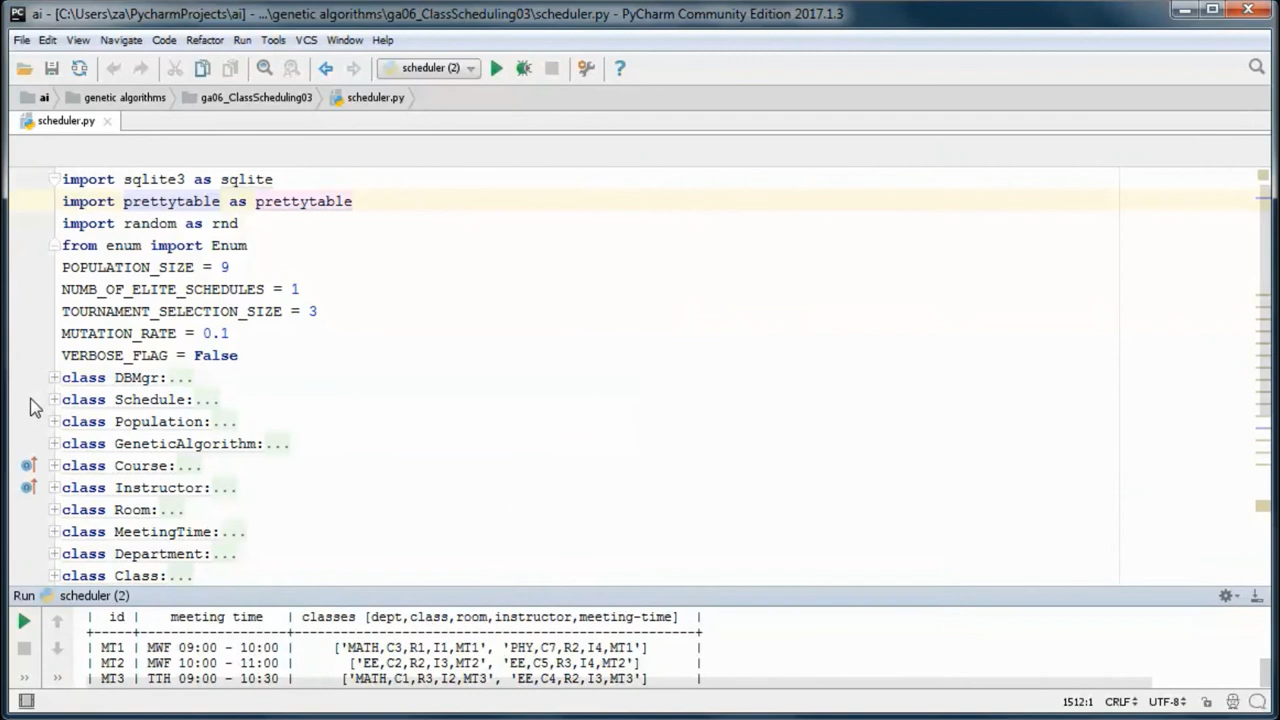 ai - [C:\Users\za\PycharmProjects\ai] - ...\genetic algorithms\ga06_ClassScheduling03\scheduler.py - PyCharm Community Edition 2017.1.3
File Edit View Navigate Code Refactor Run Tools VCS Window Help
scheduler (2)
ai genetic algorithms ga06_ClassScheduling03 scheduler.py
scheduler.py
import sqlite3 as sqlite
import prettytable as prettytable
import random as rnd
from enum import Enum
POPULATION_SIZE = 9
NUMB_OF_ELITE_SCHEDULES = 1
TOURNAMENT_SELECTION_SIZE = 3
MUTATION_RATE = 0.1
VERBOSE_FLAG = False
class DBMgr:...
class Schedule:...
class Population:...
class GeneticAlgorithm:...
class Course:...
class Instructor:...
class Room:...
class MeetingTime:...
class Department:...
class Class:...
Run scheduler (2)
| id | meeting time | classes [dept,class,room,instructor,meeting-time] |
+-----+--------------------+---------------------------------------------------+
| MT1 | MWF 09:00 - 10:00 | ['MATH,C3,R1,I1,MT1', 'PHY,C7,R2,I4,MT1'] |
| MT2 | MWF 10:00 - 11:00 | ['EE,C2,R2,I3,MT2', 'EE,C5,R3,I4,MT2'] |
| MT3 | TTH 09:00 - 10:30 | ['MATH,C1,R3,I2,MT3', 'EE,C4,R2,I3,MT3'] |
1512:1 CRLF UTF-8